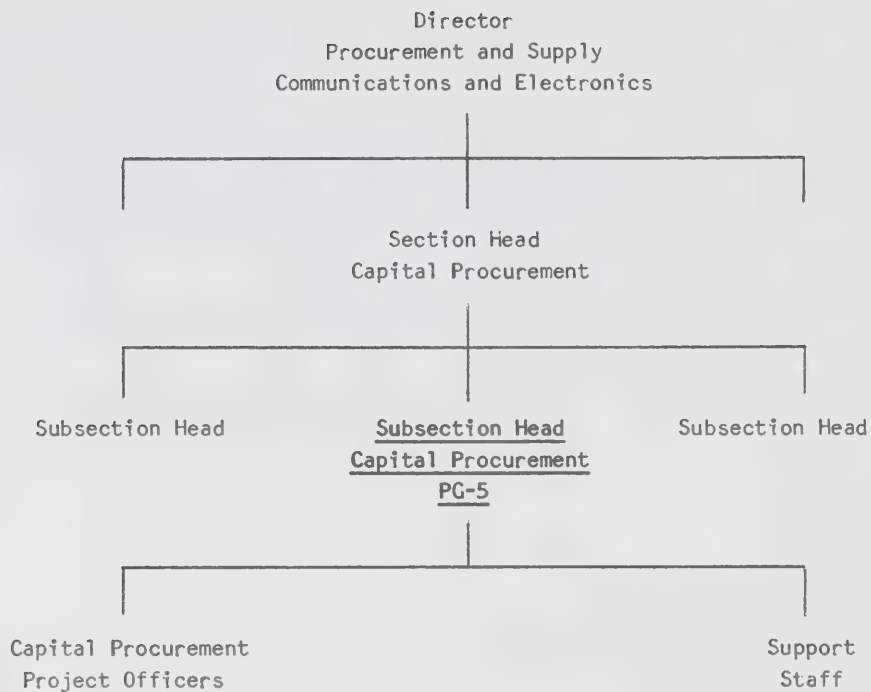 Director
Procurement and Supply
Communications and Electronics
Section Head
Capital Procurement
Subsection Head
Subsection Head
Capital Procurement
PG-5
Subsection Head
Capital Procurement
Project Officers
Support
Staff